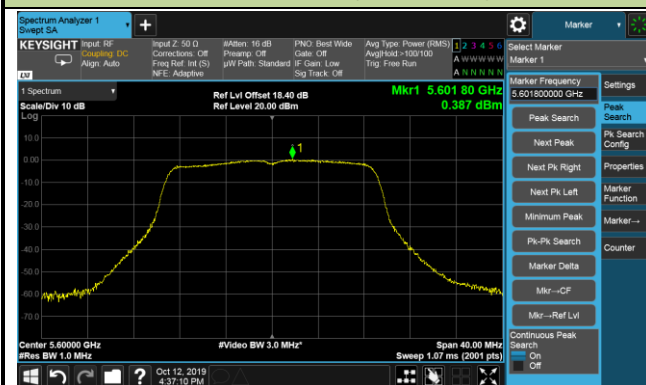 Spectrum Analyzer 1
Swept SA
+
Marker
KEYSIGHT
Input: RF
Coupling: DC
Align: Auto
Input Z: 50 Ω
Corrections: Off
Freq Ref: Int (S)
NFE: Adaptive
#Atten: 16 dB
Preamp: Off
µW Path: Standard
PNO: Best Wide
Gate: Off
IF Gain: Low
Sig Track: Off
Avg Type: Power (RMS)
Avg|Hold:>100/100
Trig: Free Run
1 2 3 4 5 6
A W W W W W
A N N N N N
LXI
Select Marker
Marker 1
1 Spectrum
Scale/Div 10 dB
Log
Ref Lvl Offset 18.40 dB
Ref Level 20.00 dBm
Mkr1 5.601 80 GHz
0.387 dBm
Marker Frequency
5.601800000 GHz
Settings
Peak Search
Next Peak
Next Pk Right
Next Pk Left
Minimum Peak
Pk-Pk Search
Marker Delta
Mkr→CF
Mkr→Ref Lvl
Continuous Peak
Search
On
Off
Peak
Search
Pk Search
Config
Properties
Marker
Function
Marker→
Counter
10.0
0.00
-10.0
-20.0
-30.0
-40.0
-50.0
-60.0
-70.0
1
Center 5.60000 GHz
#Res BW 1.0 MHz
#Video BW 3.0 MHz*
Span 40.00 MHz
Sweep 1.07 ms (2001 pts)
?
Oct 12, 2019
4:37:10 PM